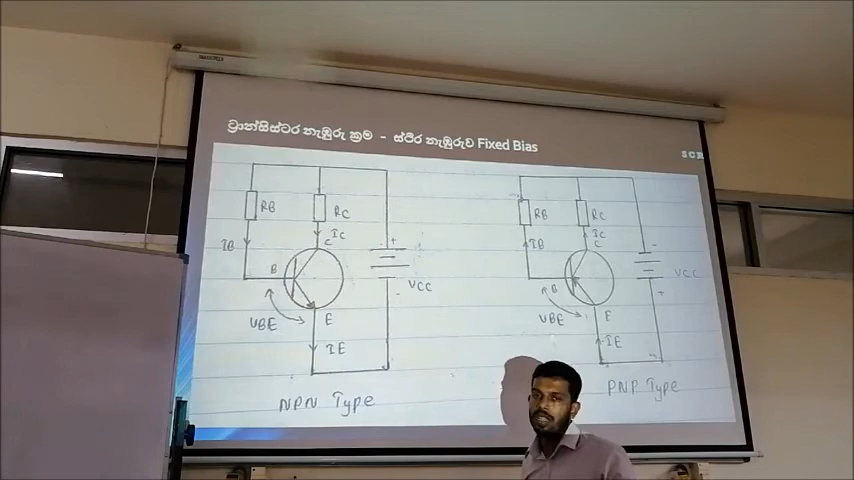 ට්‍රාන්සිස්ටර නැඹුරු ක්‍රම - ස්ථිර නැඹුරුව Fixed Bias
RB
RC
IB
IC
C
B
+
-
VCC
VBE
E
IE
NPN Type
RB
RC
IB
IC
C
B
-
+
VCC
VBE
E
IE
PNP Type